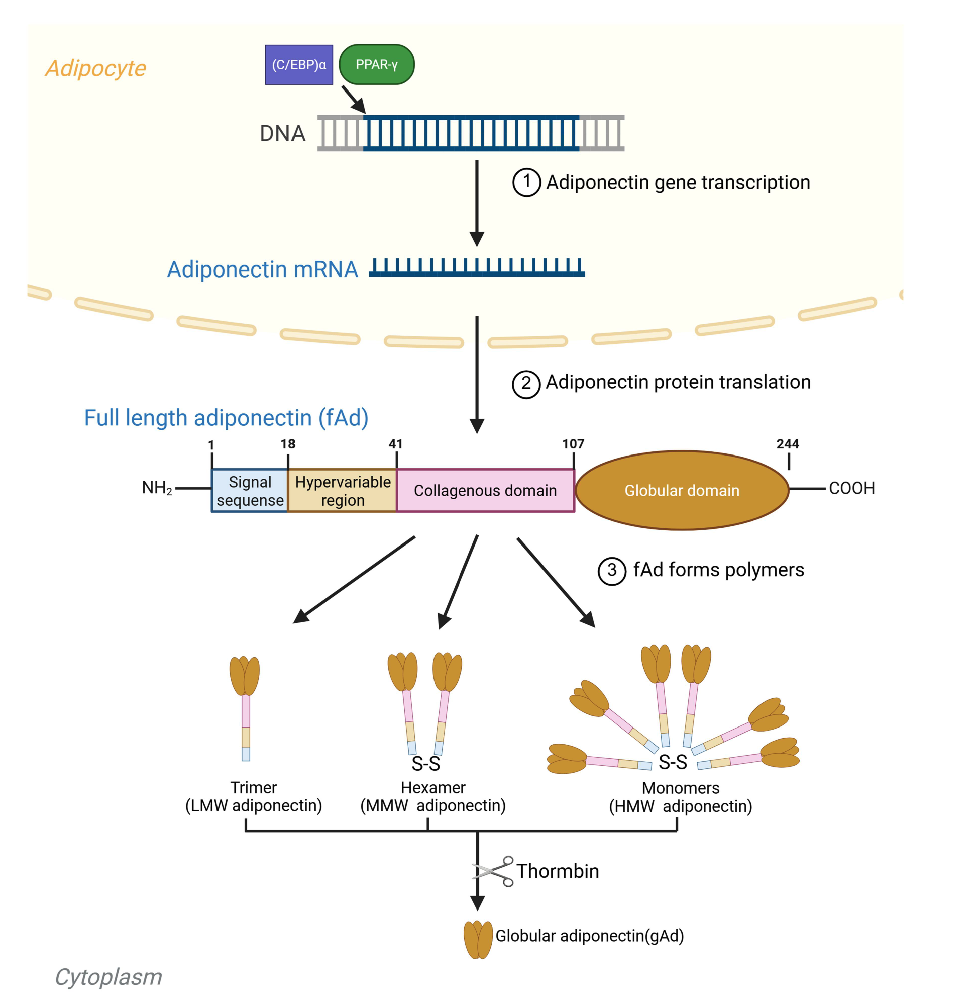 Adipocyte
(C/EBP)α
PPAR-γ
DNA
1 Adiponectin gene transcription
Adiponectin mRNA
2 Adiponectin protein translation
Full length adiponectin (fAd)
1 18 41 107 244
NH₂
Signal
sequense
Hypervariable
region
Collagenous domain
Globular domain
COOH
3 fAd forms polymers
S-S
S-S
Trimer
(LMW adiponectin)
Hexamer
(MMW adiponectin)
Monomers
(HMW adiponectin)
Thormbin
Globular adiponectin(gAd)
Cytoplasm